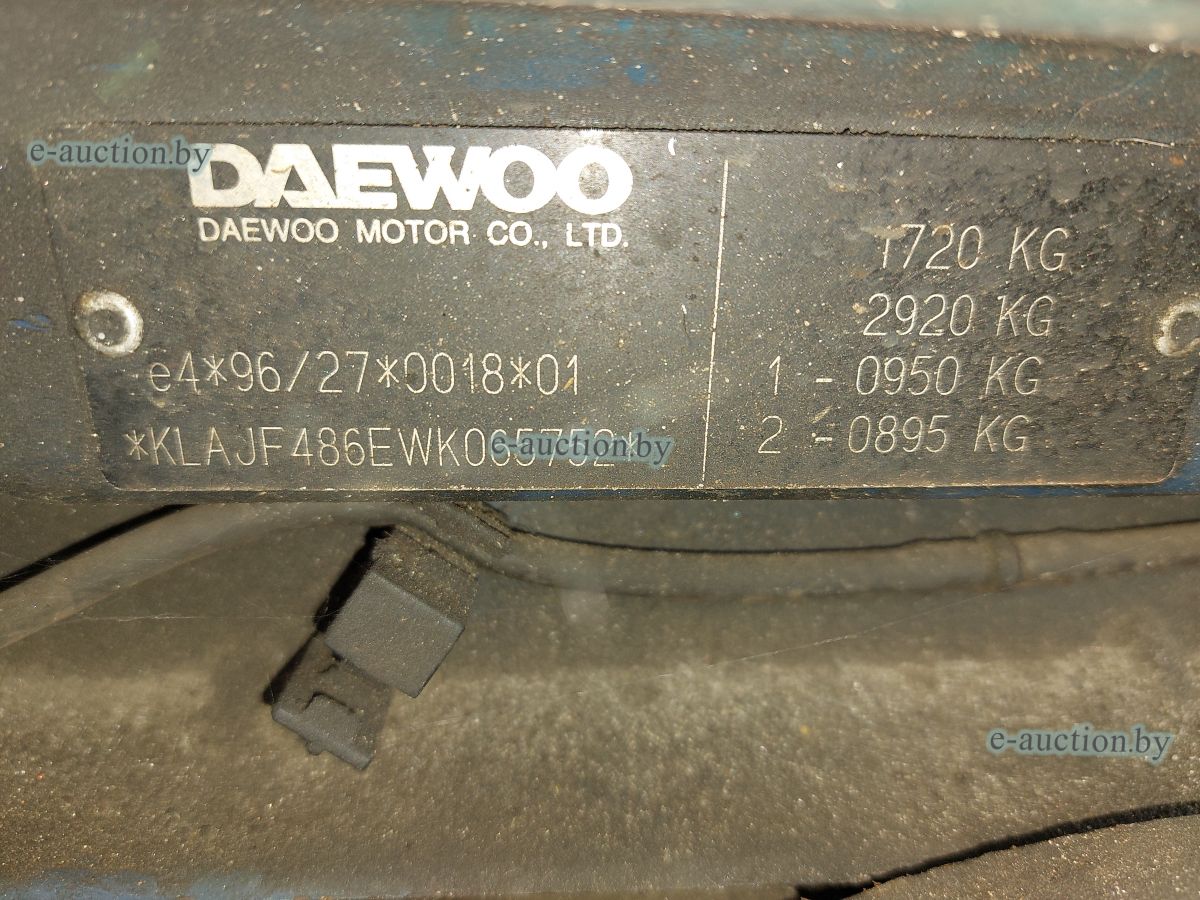 e-auction.by
DAEWOO
DAEWOO MOTOR CO., LTD.
e4*96/27*0018*01
*KLAJF486EWK065752*
e-auction.by
1720 KG
2920 KG
1 - 0950 KG
2 - 0895 KG
e-auction.by